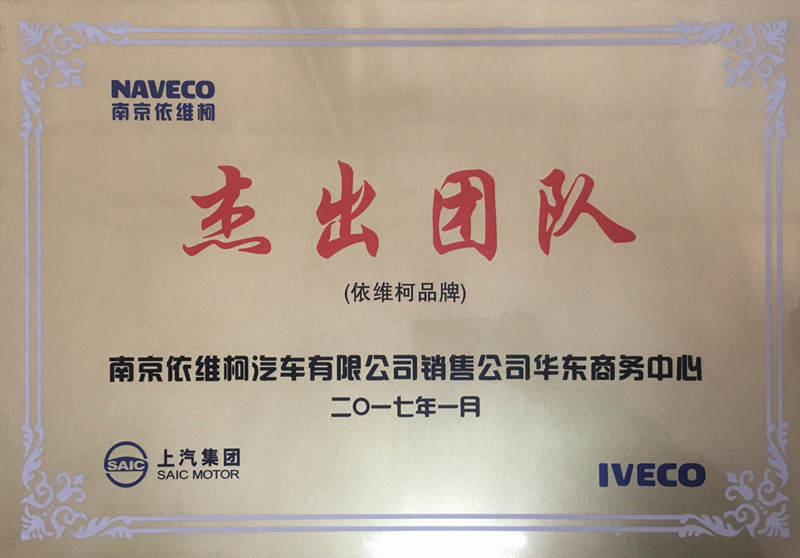 NAVECO
南京依维柯
杰出团队
(依维柯品牌)
南京依维柯汽车有限公司销售公司华东商务中心
二〇一七年一月
SAIC
上汽集团
SAIC MOTOR
IVECO